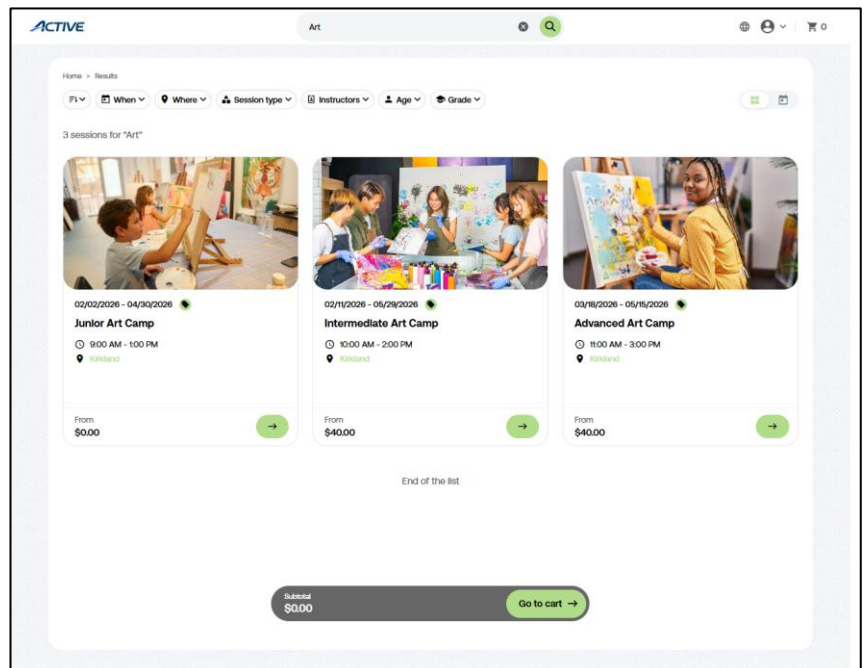 ACTIVE
Art
0
Home > Results
When
Where
Session type
Instructors
Age
Grade
3 sessions for "Art"
02/02/2026 - 04/30/2026
Junior Art Camp
9:00 AM - 1:00 PM
Kirkland
From
$0.00
02/11/2026 - 05/29/2026
Intermediate Art Camp
10:00 AM - 2:00 PM
Kirkland
From
$40.00
03/18/2026 - 05/15/2026
Advanced Art Camp
11:00 AM - 3:00 PM
Kirkland
From
$40.00
End of the list
Subtotal
$0.00
Go to cart →